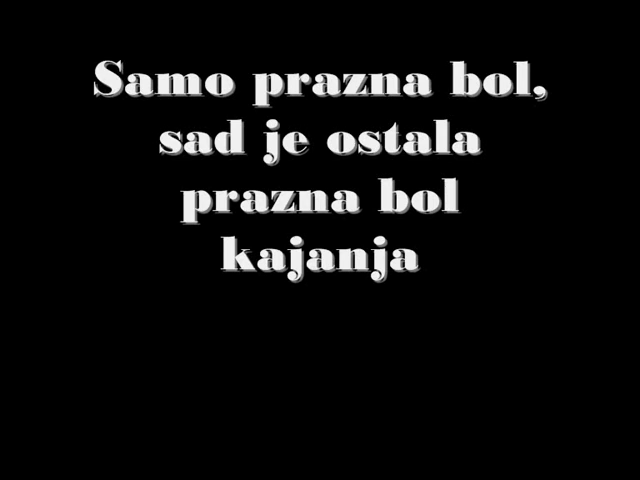 Samo prazna bol,
sad je ostala
prazna bol
kajanja